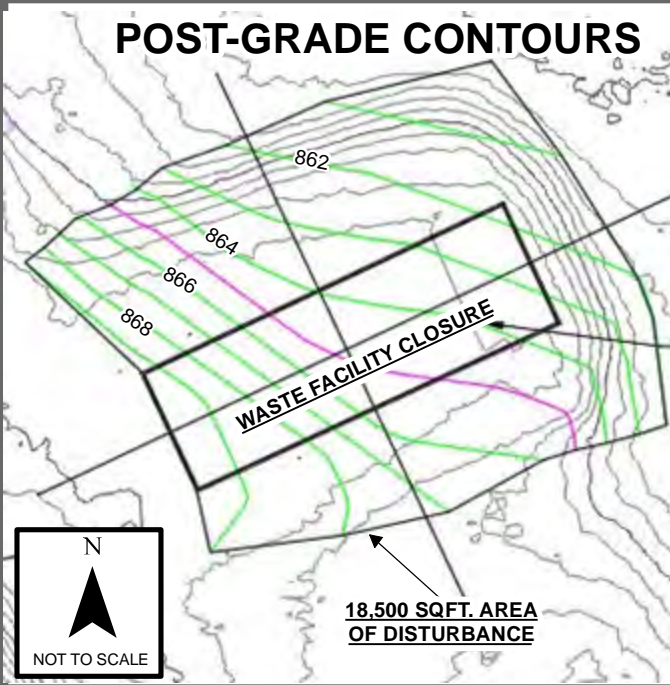 POST-GRADE CONTOURS
862
864
866
868
WASTE FACILITY CLOSURE
N
NOT TO SCALE
18,500 SQFT. AREA
OF DISTURBANCE